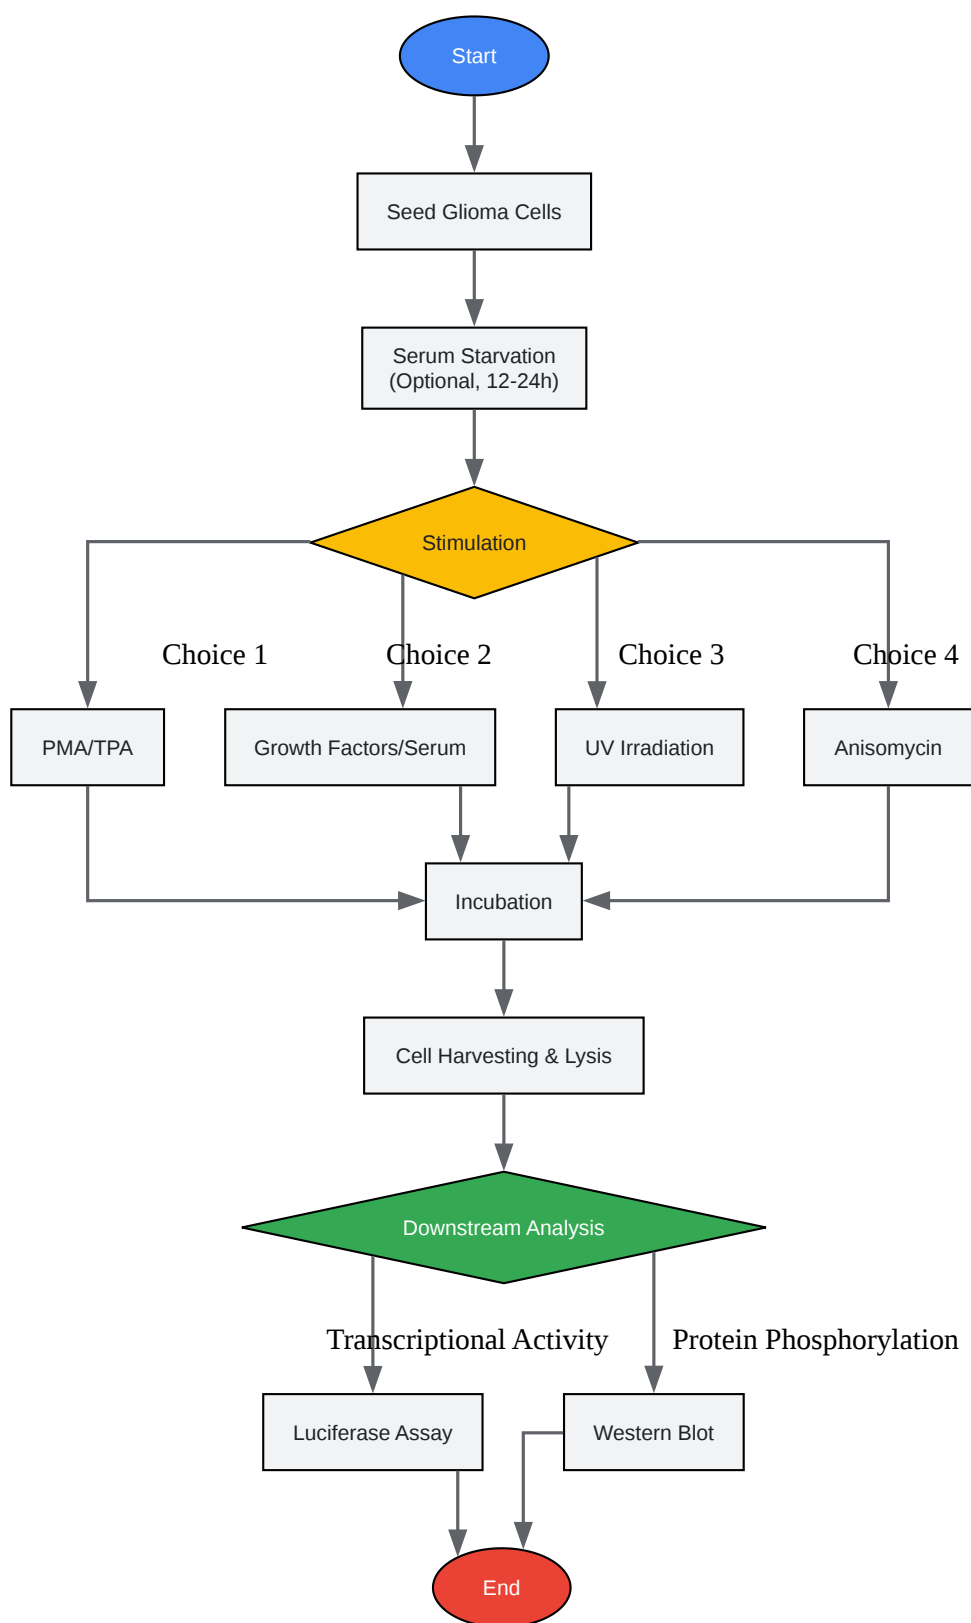 Start
Seed Glioma Cells
Serum Starvation
(Optional, 12-24h)
Stimulation
Choice 1
Choice 2
Choice 3
Choice 4
PMA/TPA
Growth Factors/Serum
UV Irradiation
Anisomycin
Incubation
Cell Harvesting & Lysis
Downstream Analysis
Transcriptional Activity
Protein Phosphorylation
Luciferase Assay
Western Blot
End